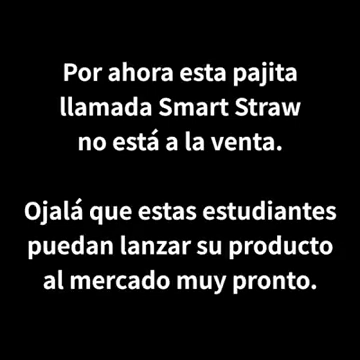 Por ahora esta pajita
llamada Smart Straw
no está a la venta.
Ojalá que estas estudiantes
puedan lanzar su producto
al mercado muy pronto.